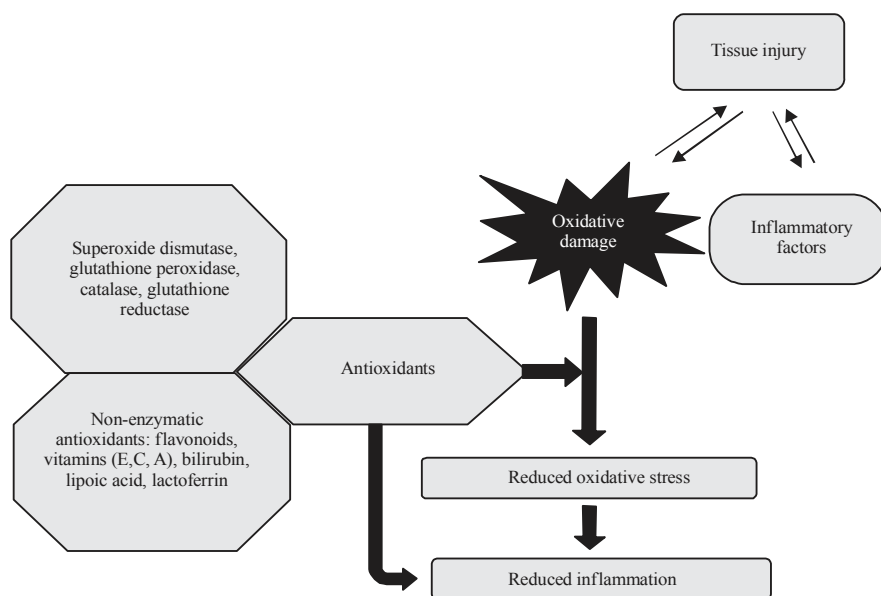 Tissue injury
Oxidative
damage
Inflammatory
factors
Superoxide dismutase,
glutathione peroxidase,
catalase, glutathione
reductase
Antioxidants
Non-enzymatic
antioxidants: flavonoids,
vitamins (E,C, A), bilirubin,
lipoic acid, lactoferrin
Reduced oxidative stress
Reduced inflammation